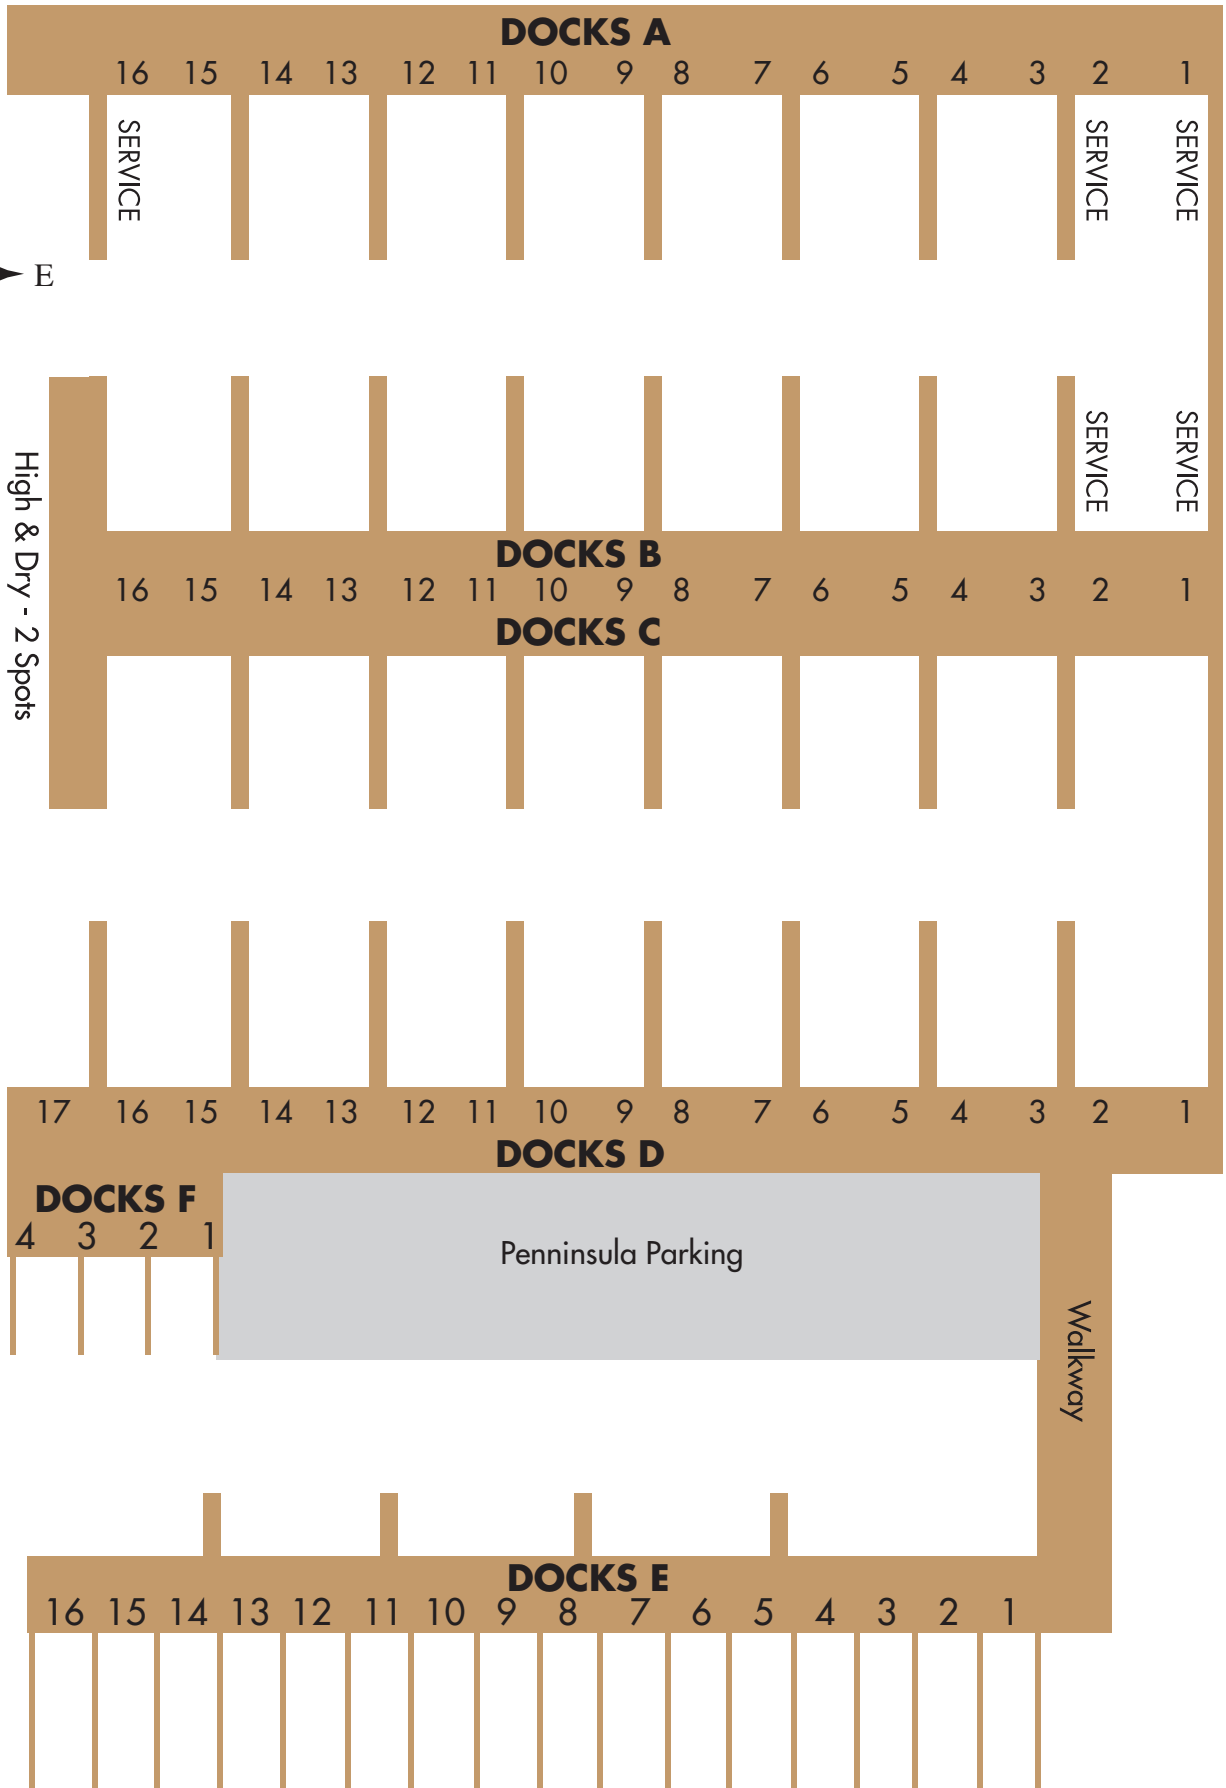 DOCKS A
16 15 14 13 12 11 10 9 8 7 6 5 4 3 2 1
SERVICE
SERVICE
SERVICE
E
SERVICE
SERVICE
High & Dry - 2 Spots
DOCKS B
16 15 14 13 12 11 10 9 8 7 6 5 4 3 2 1
DOCKS C
17 16 15 14 13 12 11 10 9 8 7 6 5 4 3 2 1
DOCKS D
DOCKS F
4 3 2 1
Penninsula Parking
Walkway
DOCKS E
16 15 14 13 12 11 10 9 8 7 6 5 4 3 2 1